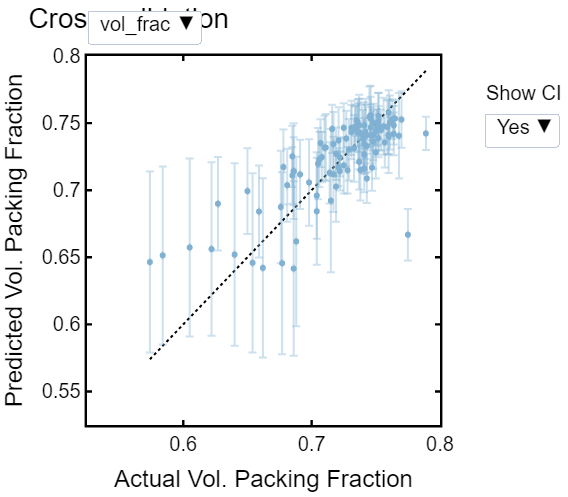 Cros
vol_frac ▼
on
Show CI
Yes ▼
Predicted Vol. Packing Fraction
0.8
0.75
0.7
0.65
0.6
0.55
0.6
0.7
0.8
Actual Vol. Packing Fraction